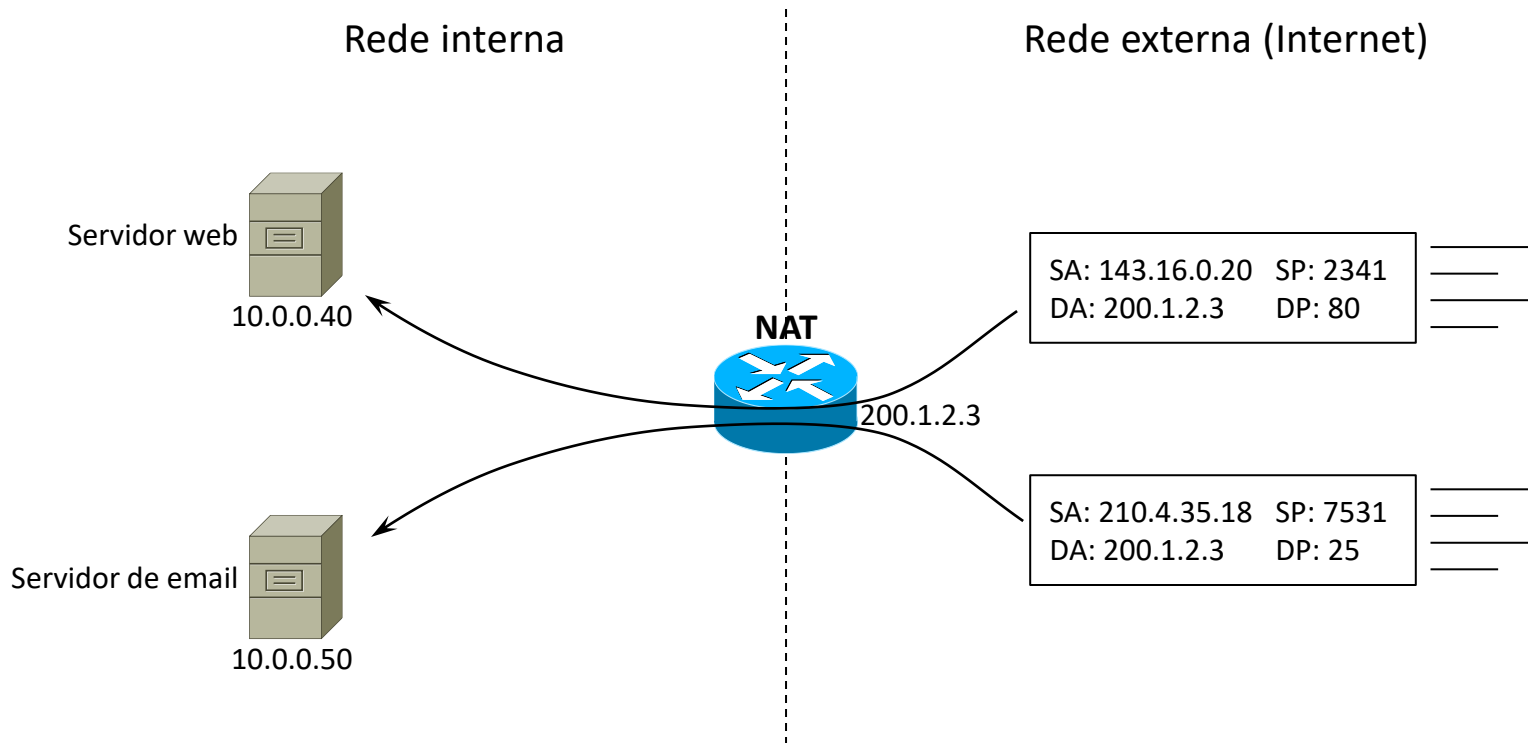 Rede interna
Rede externa (Internet)
Servidor web
10.0.0.40
NAT
200.1.2.3
SA: 143.16.0.20 SP: 2341
DA: 200.1.2.3 DP: 80
SA: 210.4.35.18 SP: 7531
DA: 200.1.2.3 DP: 25
Servidor de email
10.0.0.50